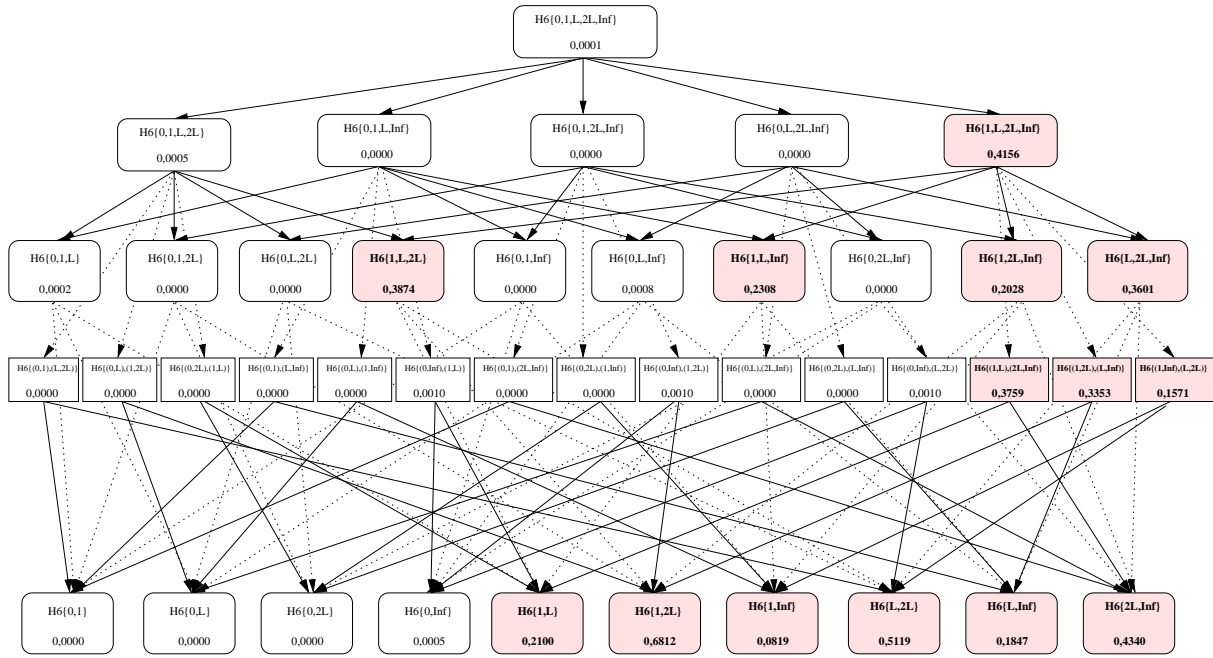 H6{0,1,L,2L,Inf}
0,0001
H6{0,1,L,2L}
0,0005
H6{0,1,L,Inf}
0,0000
H6{0,1,2L,Inf}
0,0000
H6{0,L,2L,Inf}
0,0000
H6{1,L,2L,Inf}
0,4156
H6{0,1,L}
0,0002
H6{0,1,2L}
0,0000
H6{0,L,2L}
0,0000
H6{1,L,2L}
0,3874
H6{0,1,Inf}
0,0000
H6{0,L,Inf}
0,0008
H6{1,L,Inf}
0,2308
H6{0,2L,Inf}
0,0000
H6{1,2L,Inf}
0,2028
H6{L,2L,Inf}
0,3601
H6{(0,1),(L,2L)}
0,0000
H6{(0,L),(1,2L)}
0,0000
H6{(0,2L),(1,L)}
0,0000
H6{(0,1),(L,Inf)}
0,0000
H6{(0,L),(1,Inf)}
0,0000
H6{(0,Inf),(1,L)}
0,0010
H6{(0,1),(2L,Inf)}
0,0000
H6{(0,2L),(1,Inf)}
0,0000
H6{(0,Inf),(1,2L)}
0,0010
H6{(0,L),(2L,Inf)}
0,0000
H6{(0,2L),(L,Inf)}
0,0000
H6{(0,Inf),(L,2L)}
0,0010
H6{(1,L),(2L,Inf)}
0,3759
H6{(1,2L),(L,Inf)}
0,3353
H6{(1,Inf),(L,2L)}
0,1571
H6{0,1}
0,0000
H6{0,L}
0,0000
H6{0,2L}
0,0000
H6{0,Inf}
0,0005
H6{1,L}
0,2100
H6{1,2L}
0,6812
H6{1,Inf}
0,0819
H6{L,2L}
0,5119
H6{L,Inf}
0,1847
H6{2L,Inf}
0,4340